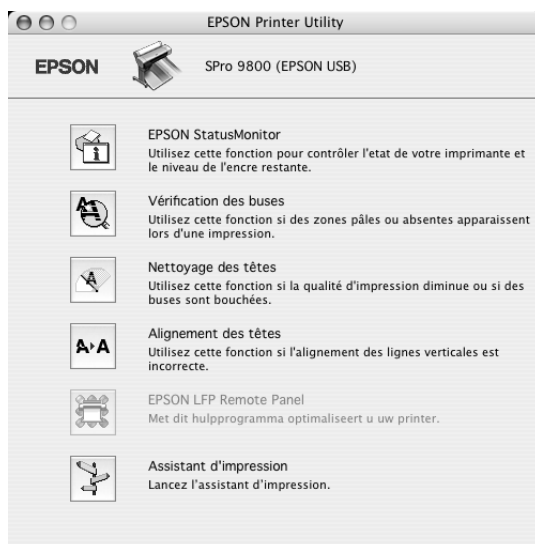 EPSON Printer Utility
EPSON
SPro 9800 (EPSON USB)
EPSON StatusMonitor
Utilisez cette fonction pour contrôler l'etat de votre imprimante et
le niveau de l'encre restante.
Vérification des buses
Utilisez cette fonction si des zones pâles ou absentes apparaissent
lors d'une impression.
Nettoyage des têtes
Utilisez cette fonction si la qualité d'impression diminue ou si des
buses sont bouchées.
Alignement des têtes
Utilisez cette fonction si l'alignement des lignes verticales est
incorrecte.
EPSON LFP Remote Panel
Met dit hulpprogramma optimaliseert u uw printer.
Assistant d'impression
Lancez l'assistant d'impression.